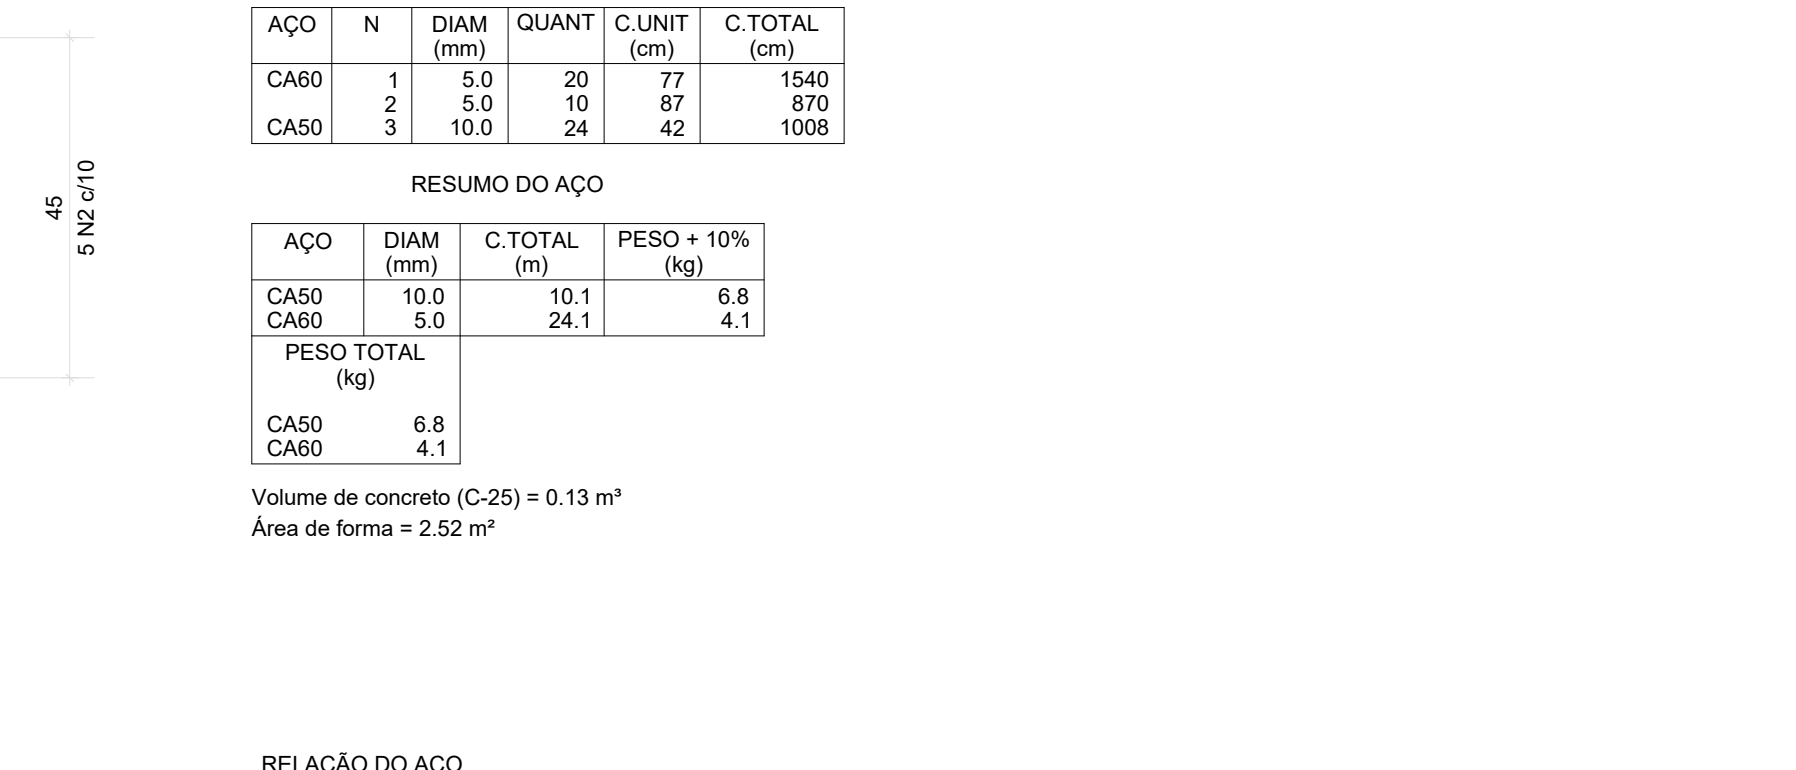 AÇO N DIAM QUANT C.UNIT C.TOTAL
(mm) (cm) (cm)
CA60 1 5.0 20 77 1540
2 5.0 10 87 870
CA50 3 10.0 24 42 1008
45
5 N2 c/10
RESUMO DO AÇO
AÇO DIAM C.TOTAL PESO + 10%
(mm) (m) (kg)
CA50 10.0 10.1 6.8
CA60 5.0 24.1 4.1
PESO TOTAL
(kg)
CA50 6.8
CA60 4.1
Volume de concreto (C-25) = 0.13 m³
Área de forma = 2.52 m²
RELAÇÃO DO AÇO